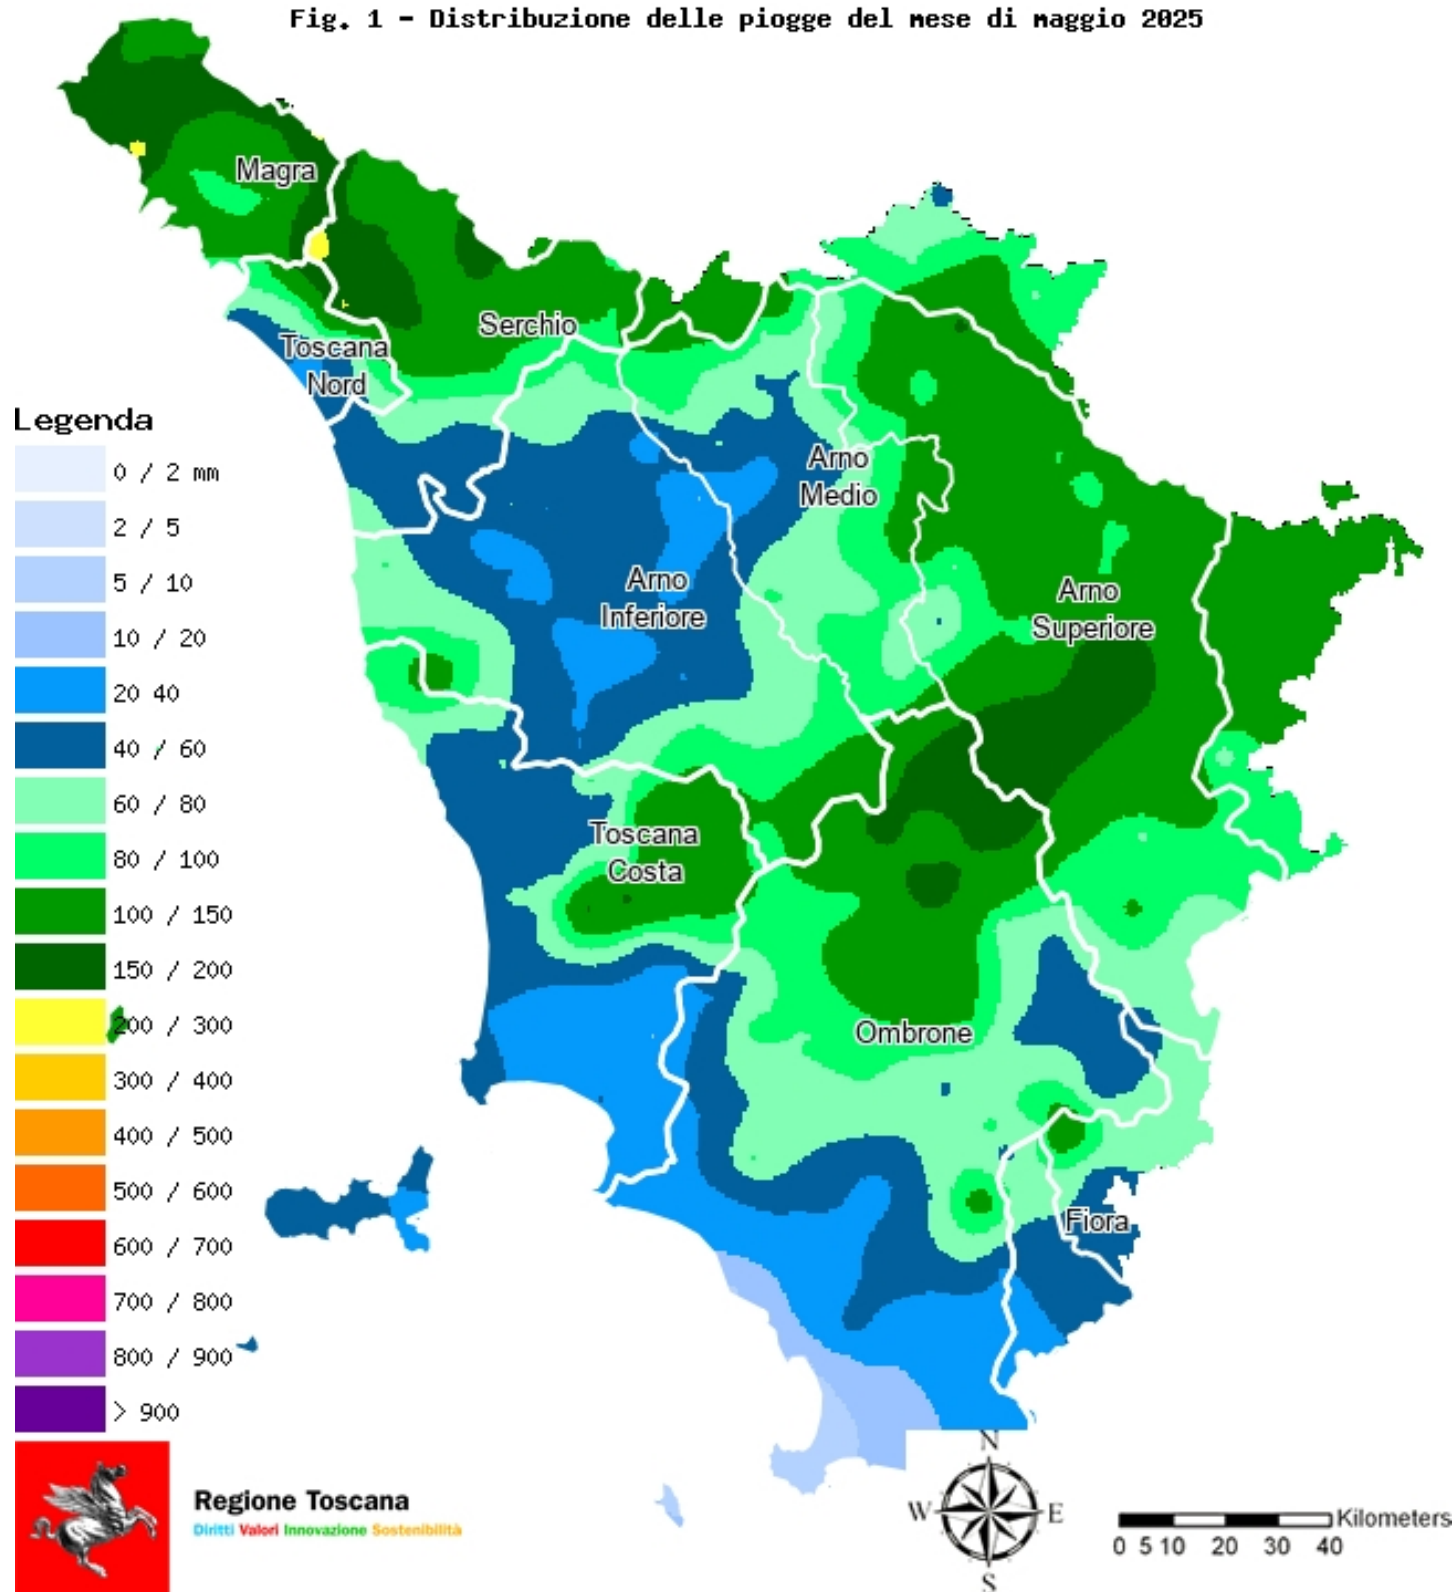 Fig. 1 - Distribuzione delle piogge del mese di maggio 2025
Magra
Serchio
Toscana
Nord
Arno
Medio
Arno
Inferiore
Arno
Superiore
Toscana
Costa
Ombrone
Fiora
Legenda
0 / 2 mm
2 / 5
5 / 10
10 / 20
20 40
40 / 60
60 / 80
80 / 100
100 / 150
150 / 200
200 / 300
300 / 400
400 / 500
500 / 600
600 / 700
700 / 800
800 / 900
> 900
Regione Toscana
Diritti Valori Innovazione Sostenibilità
N
W E
S
Kilometers
0 5 10 20 30 40